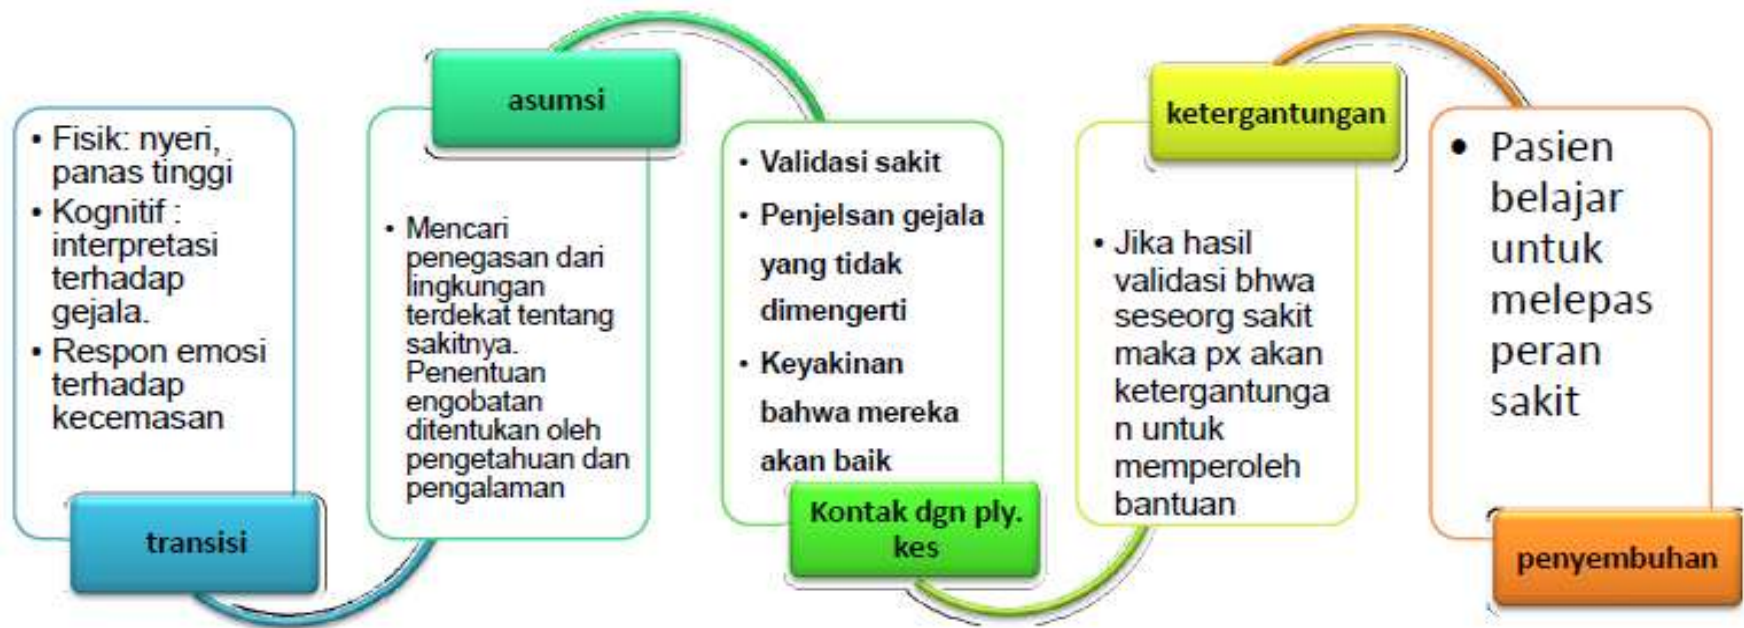 • Fisik: nyeri,
panas tinggi
• Kognitif :
interpretasi
terhadap
gejala.
• Respon emosi
terhadap
kecemasan
transisi
asumsi
• Mencari
penegasan dari
lingkungan
terdekat tentang
sakitnya.
Penentuan
engobatan
ditentukan oleh
pengetahuan dan
pengalaman
• Validasi sakit
• Penjelsan gejala
yang tidak
dimengerti
• Keyakinan
bahwa mereka
akan baik
Kontak dgn ply.
kes
ketergantungan
• Jika hasil
validasi bhwa
seseorg sakit
maka px akan
ketergantunga
n untuk
memperoleh
bantuan
• Pasien
belajar
untuk
melepas
peran
sakit
penyembuhan